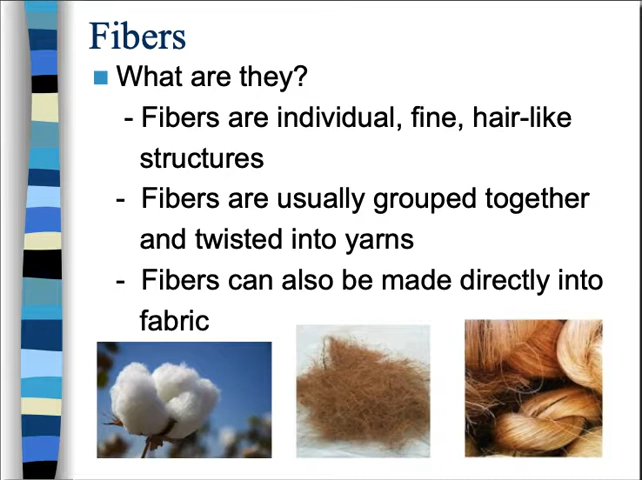 Fibers
What are they?
- Fibers are individual, fine, hair-like
structures
- Fibers are usually grouped together
and twisted into yarns
- Fibers can also be made directly into
fabric